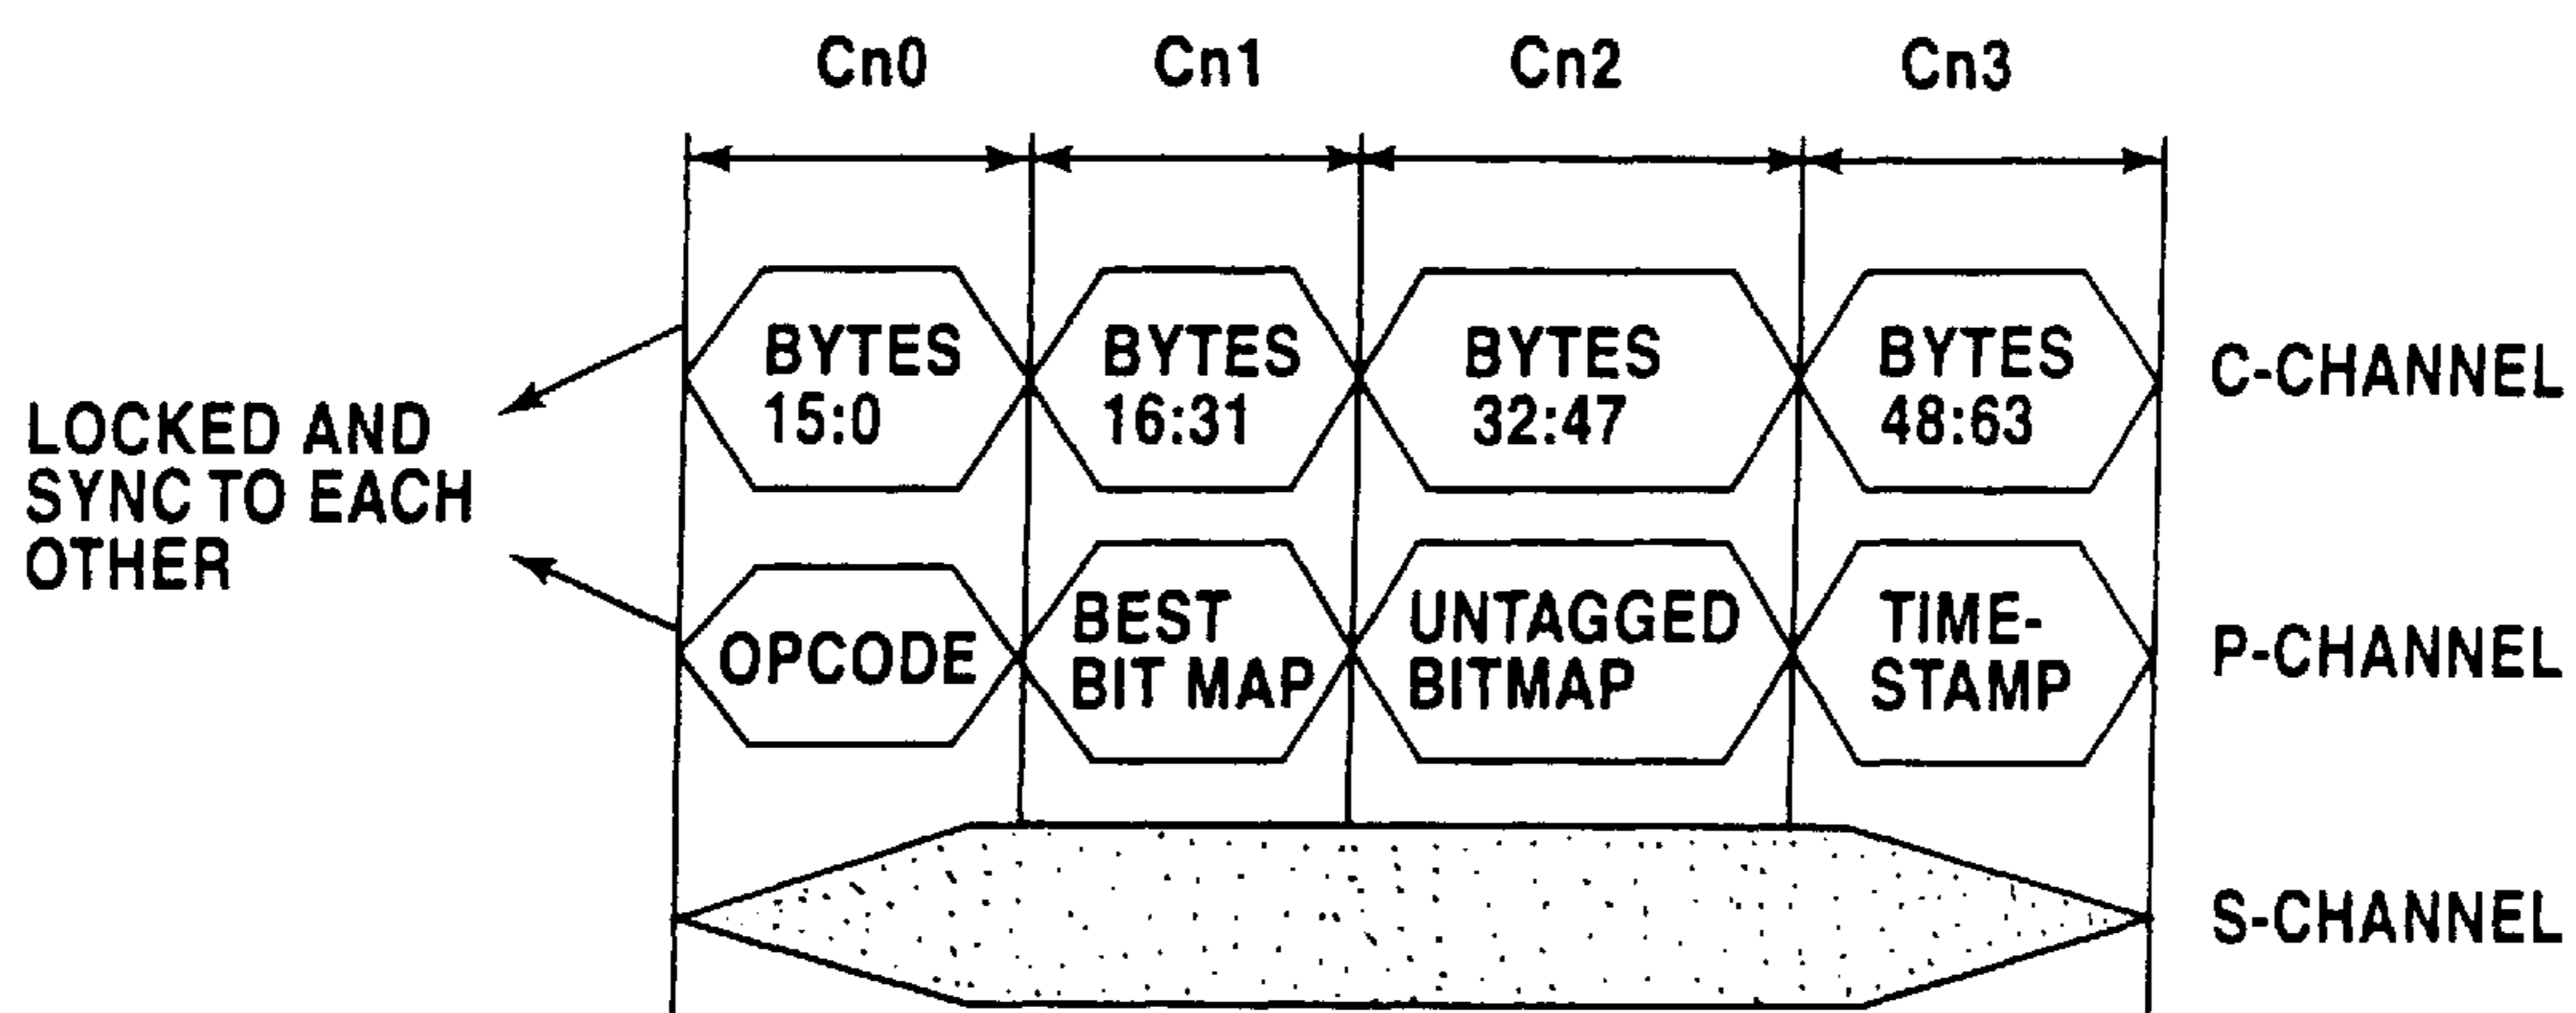 Cn0 Cn1 Cn2 Cn3
BYTES
15:0
BYTES
16:31
BYTES
32:47
BYTES
48:63
C-CHANNEL
LOCKED AND
SYNC TO EACH
OTHER
OPCODE
BEST
BIT MAP
UNTAGGED
BITMAP
TIME-
STAMP
P-CHANNEL
S-CHANNEL